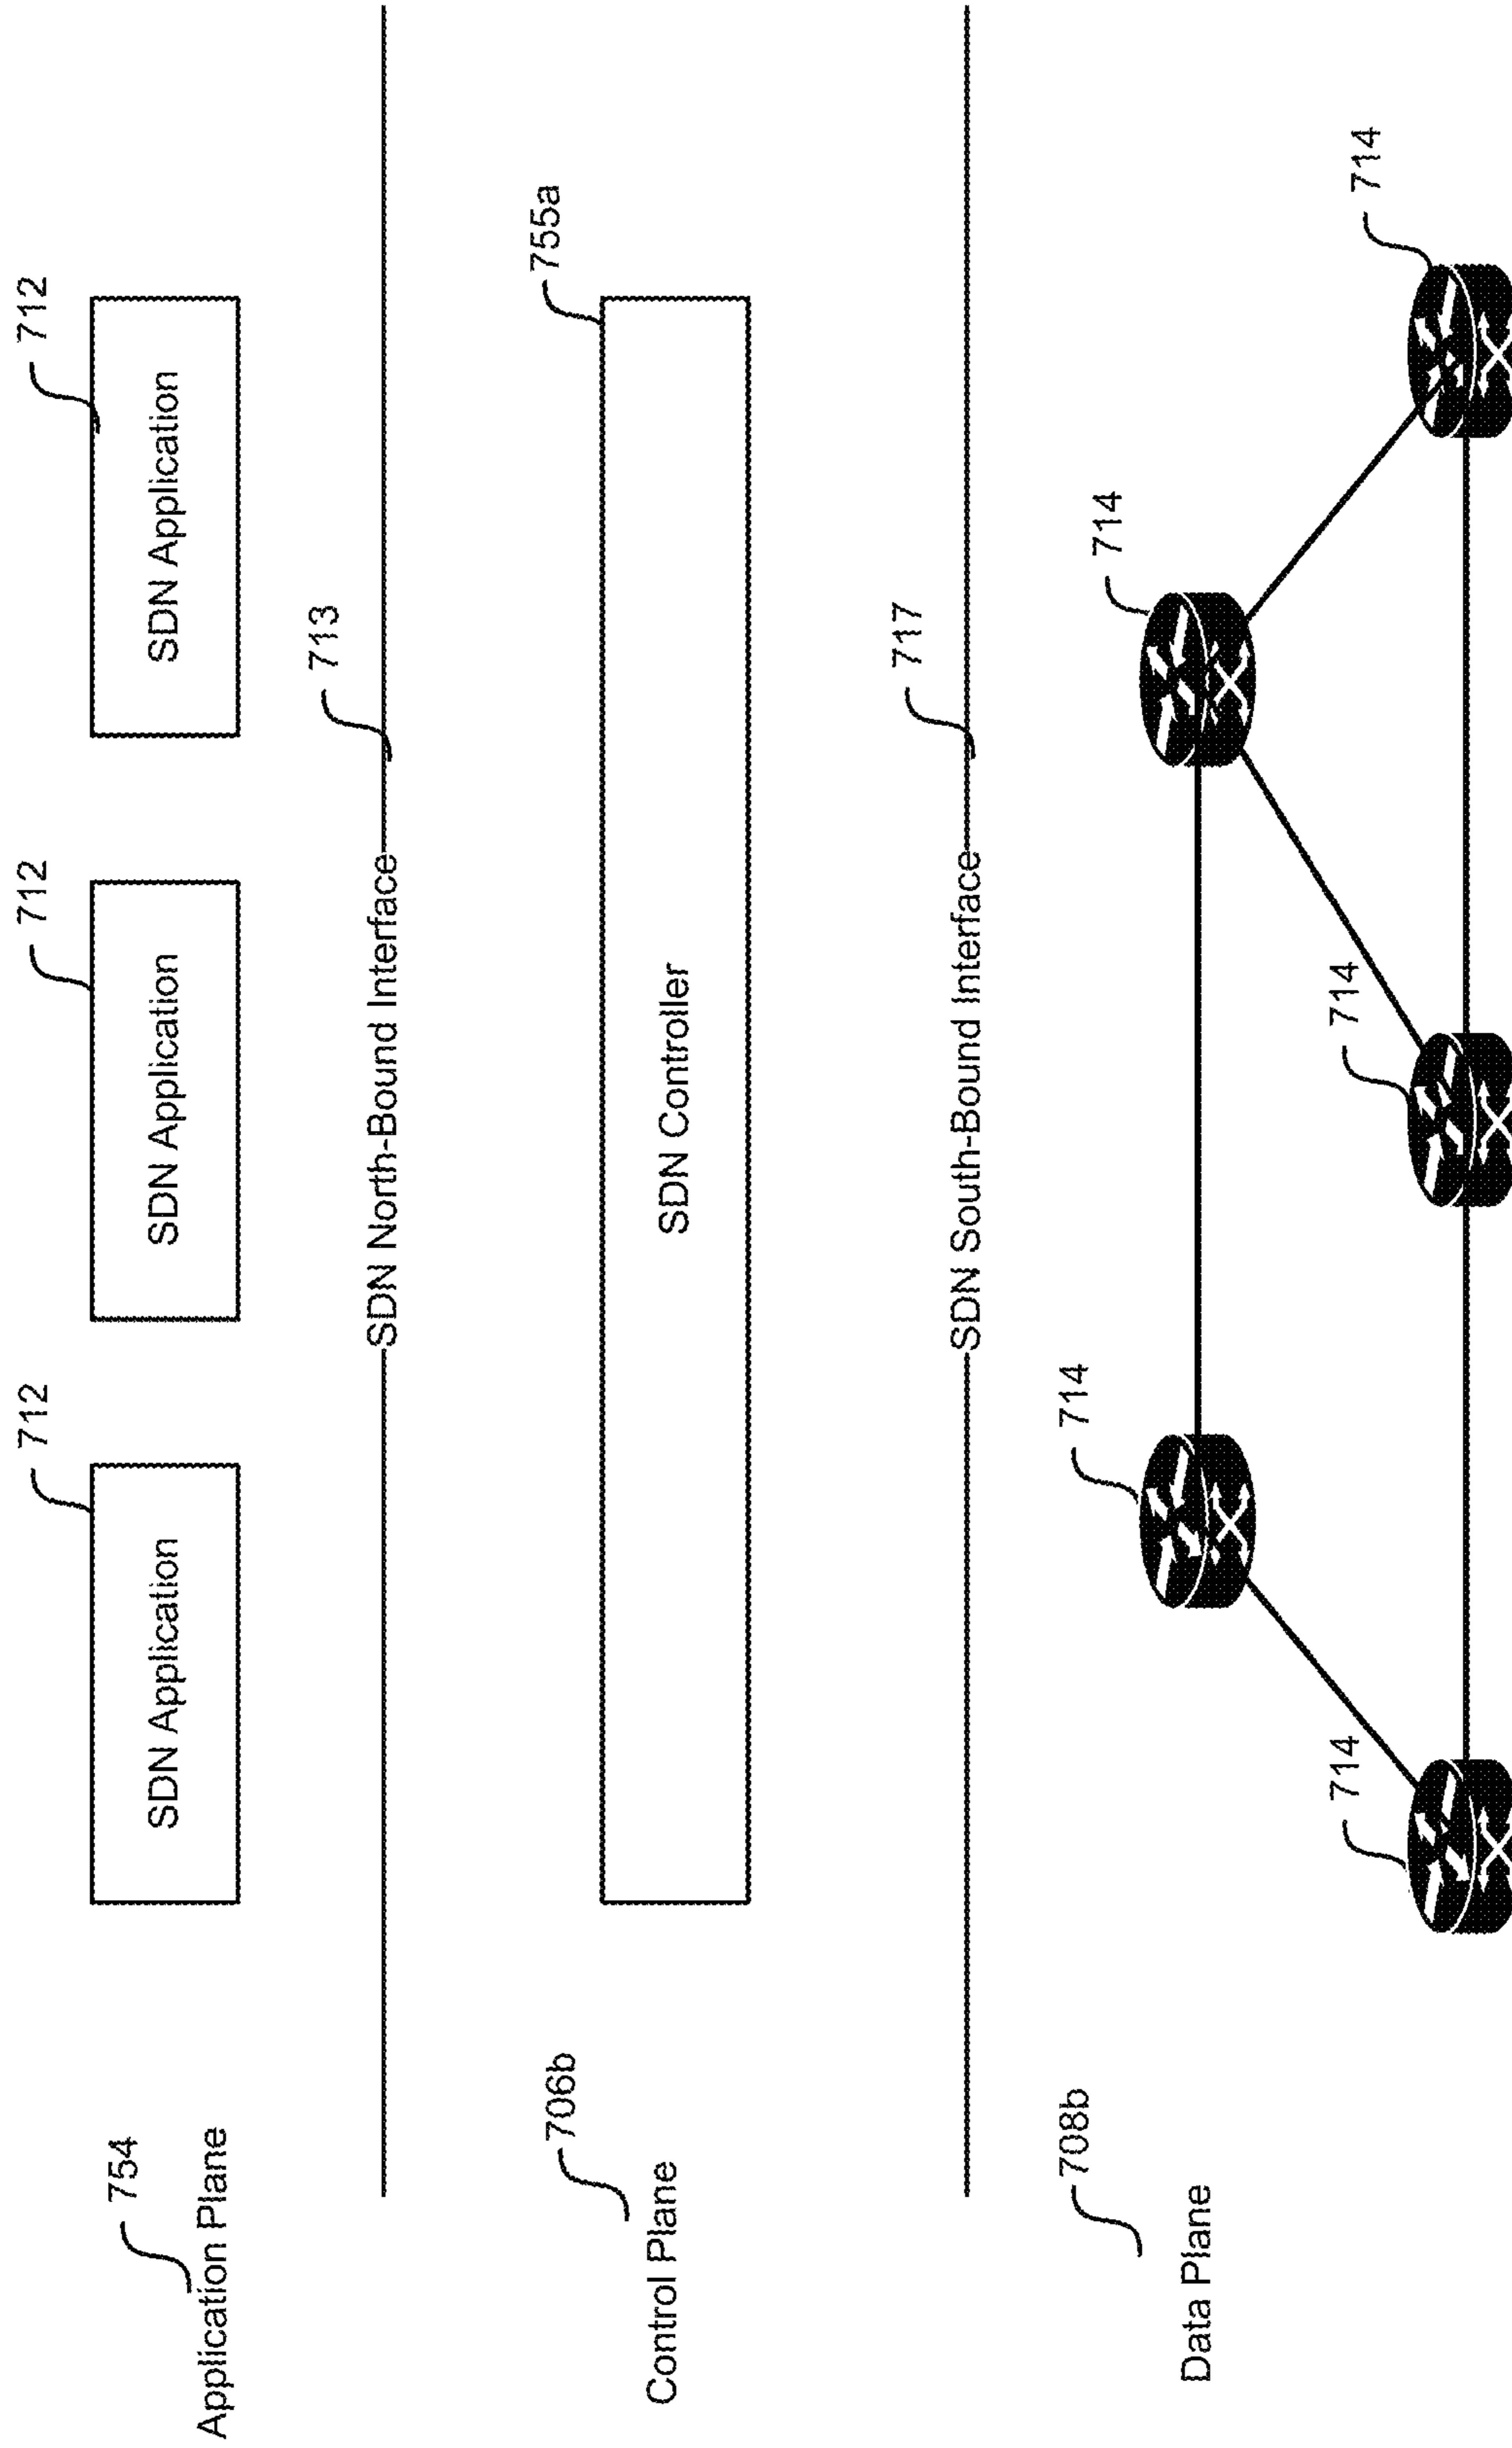 712
712
712
754
SDN Application
SDN Application
SDN Application
Application Plane
713
SDN North-Bound Interface
755a
706b
SDN Controller
Control Plane
717
SDN South-Bound Interface
708b
714
714
Data Plane
714
714
714